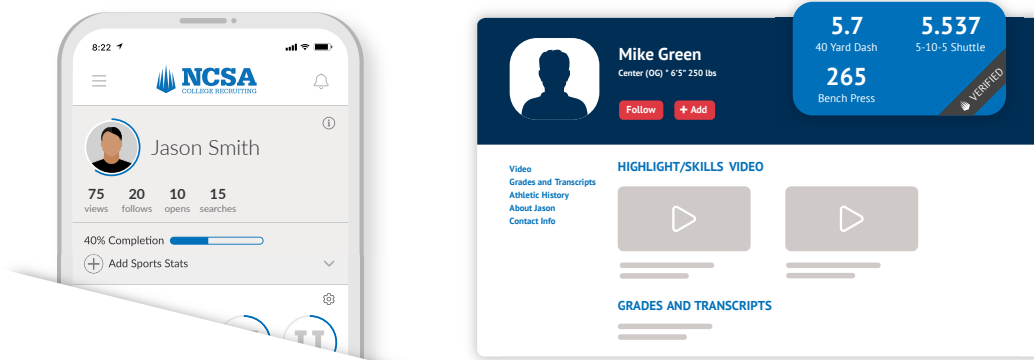 8:22
NCSA
COLLEGE RECRUITING
Jason Smith
75 20 10 15
views follows opens searches
40% Completion
Add Sports Stats
Mike Green
Center (OG) * 6'5" 250 lbs
Follow
+ Add
5.7 5.537
40 Yard Dash 5-10-5 Shuttle
265
Bench Press
VERIFIED
Video
Grades and Transcripts
Athletic History
About Jason
Contact Info
HIGHLIGHT/SKILLS VIDEO
GRADES AND TRANSCRIPTS